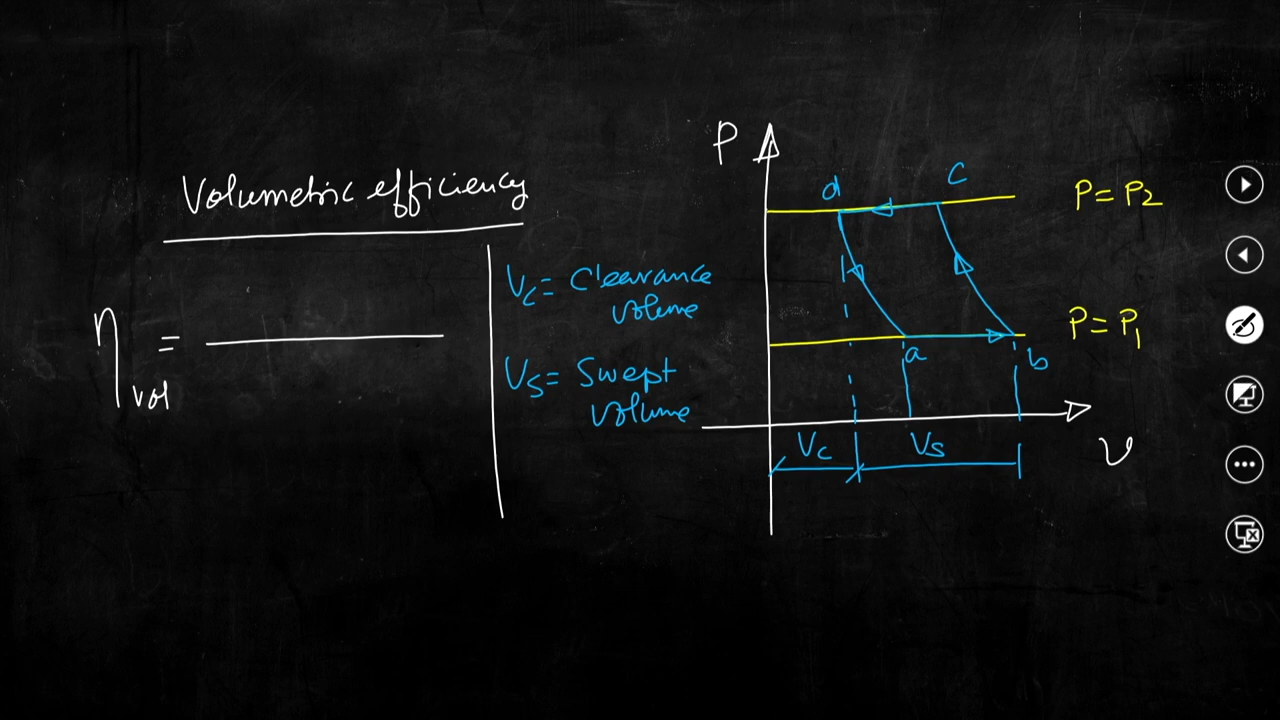 Volumetric efficiency
η vol = 
Vc = Clearance
volume
Vs = Swept
volume
P
d
c
P = P2
P = P1
a
b
Vc
Vs
v